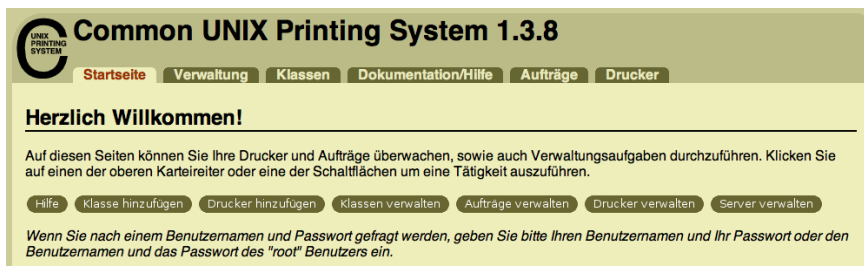 UNIX
PRINTING
SYSTEM
Common UNIX Printing System 1.3.8
Startseite Verwaltung Klassen Dokumentation/Hilfe Aufträge Drucker
Herzlich Willkommen!
Auf diesen Seiten können Sie Ihre Drucker und Aufträge überwachen, sowie auch Verwaltungsaufgaben durchzuführen. Klicken Sie
auf einen der oberen Karteireiter oder eine der Schaltflächen um eine Tätigkeit auszuführen.
Hilfe Klasse hinzufügen Drucker hinzufügen Klassen verwalten Aufträge verwalten Drucker verwalten Server verwalten
Wenn Sie nach einem Benutzernamen und Passwort gefragt werden, geben Sie bitte Ihren Benutzernamen und Ihr Passwort oder den
Benutzernamen und das Passwort des "root" Benutzers ein.